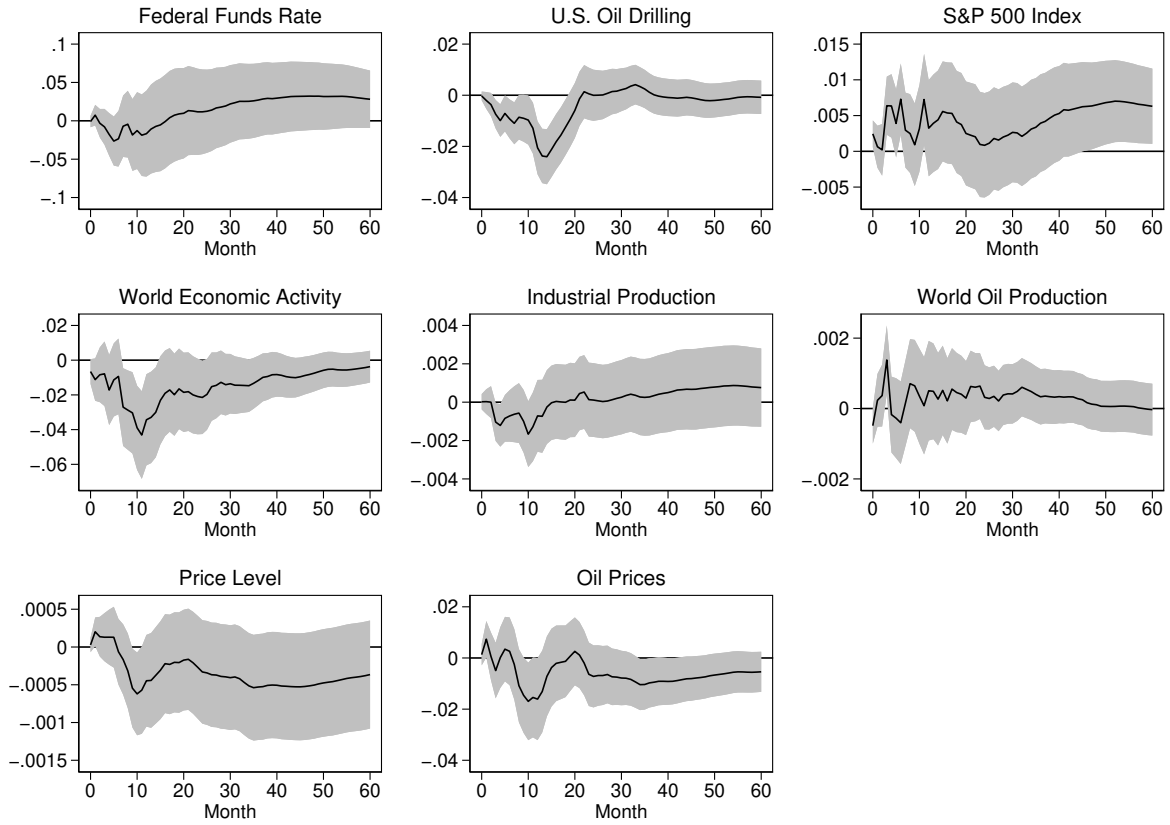 Federal Funds Rate
.1
.05
0
−.05
−.1
0 10 20 30 40 50 60
Month
U.S. Oil Drilling
.02
0
−.02
−.04
0 10 20 30 40 50 60
Month
S&P 500 Index
.015
.01
.005
0
−.005
0 10 20 30 40 50 60
Month
World Economic Activity
.02
0
−.02
−.04
−.06
0 10 20 30 40 50 60
Month
Industrial Production
.004
.002
0
−.002
−.004
0 10 20 30 40 50 60
Month
World Oil Production
.002
0
−.002
0 10 20 30 40 50 60
Month
Price Level
.0005
0
−.0005
−.001
−.0015
0 10 20 30 40 50 60
Month
Oil Prices
.02
0
−.02
−.04
0 10 20 30 40 50 60
Month